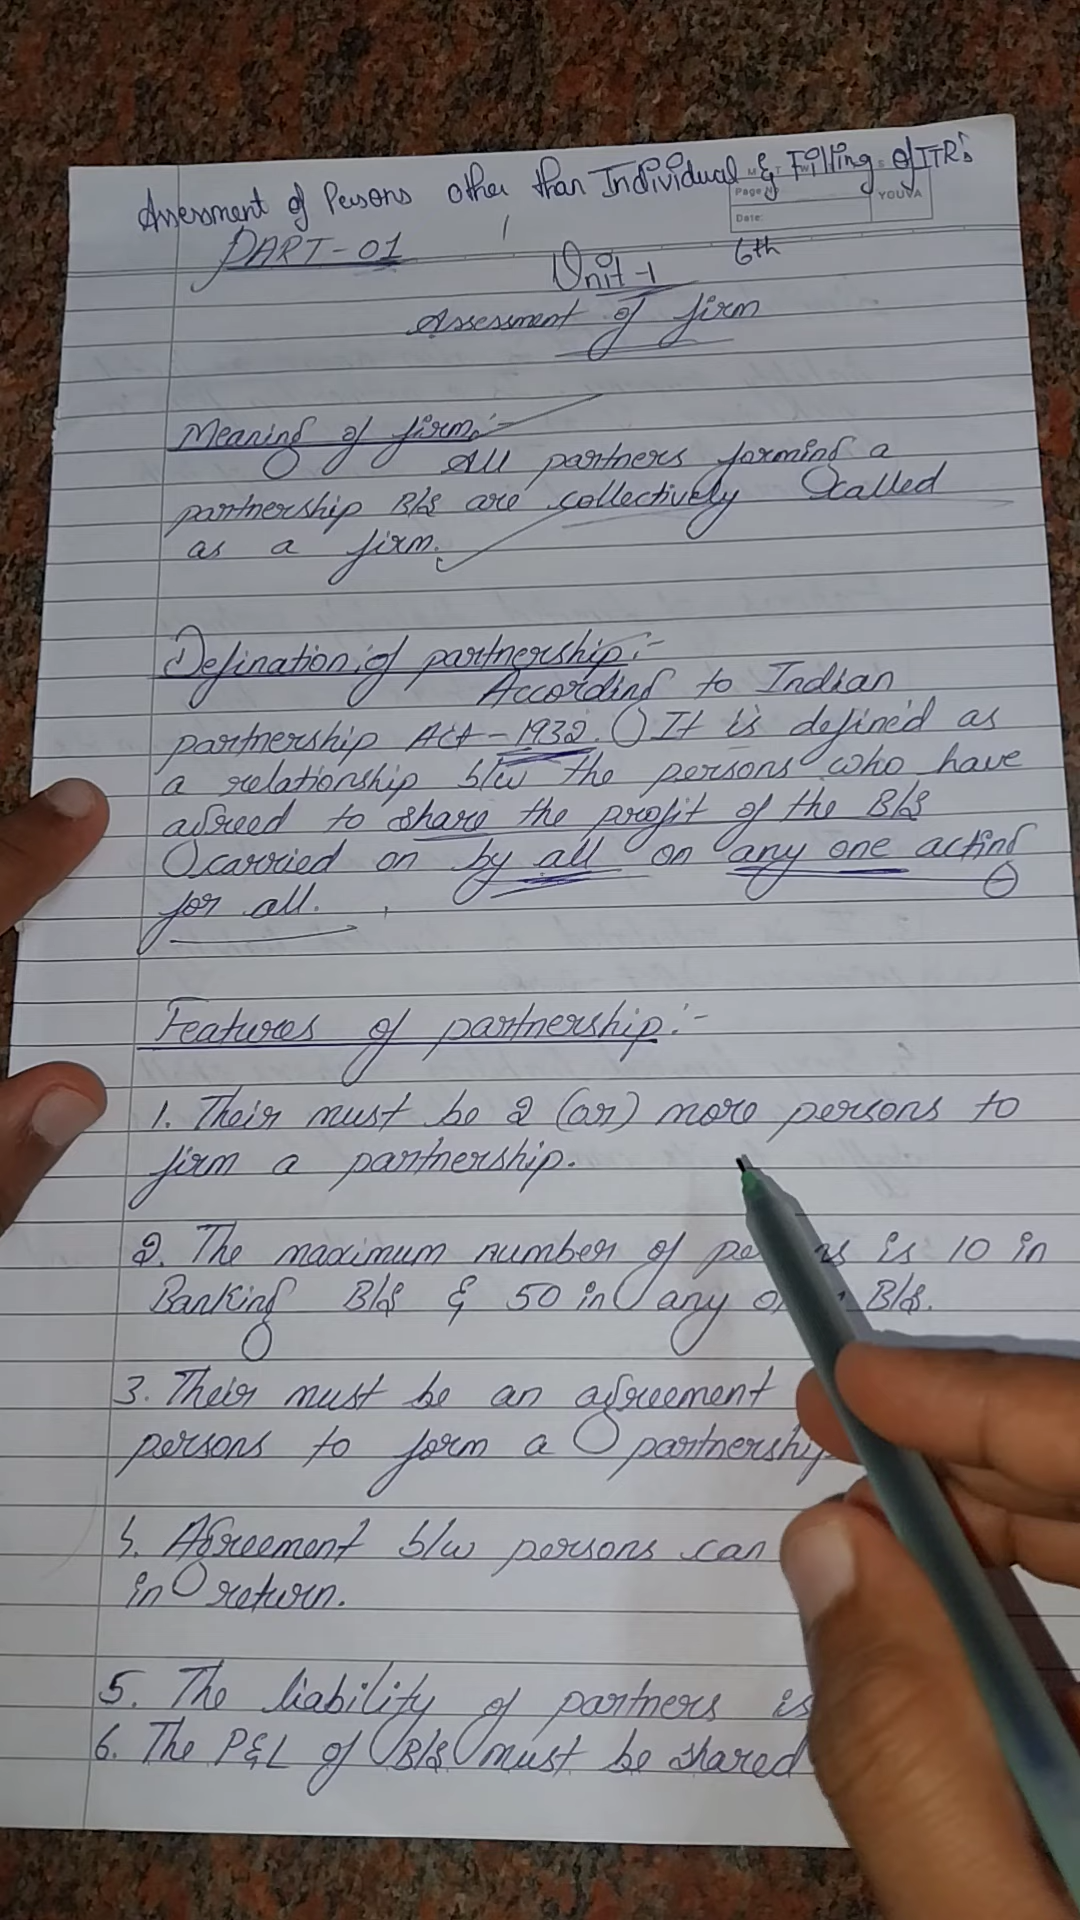 Assessment of Persons other than Individual & Filling of ITR's
Page No
YOUVA
Date:
PART-01
Unit-1
6th
Assessment of firm
Meaning of firm:-
All partners forming a
partnership B/S are collectively called
as a firm.
Defination of partnership:-
According to Indian
partnership Act-1932. It is defined as
a relationship b/w the persons who have
agreed to share the profit of the B/S
carried on by all on any one acting
for all.
Features of partnership:-
1. Their must be 2 (or) more persons to
firm a partnership.
2. The maximum number of is 10 in
Banking B/S & 50 in any B/S.
3. Their must be an agreement
persons to form a partnership
4. Agreement b/w persons can
in return.
5. The liability of partners is
6. The P&L of B/S must be shared